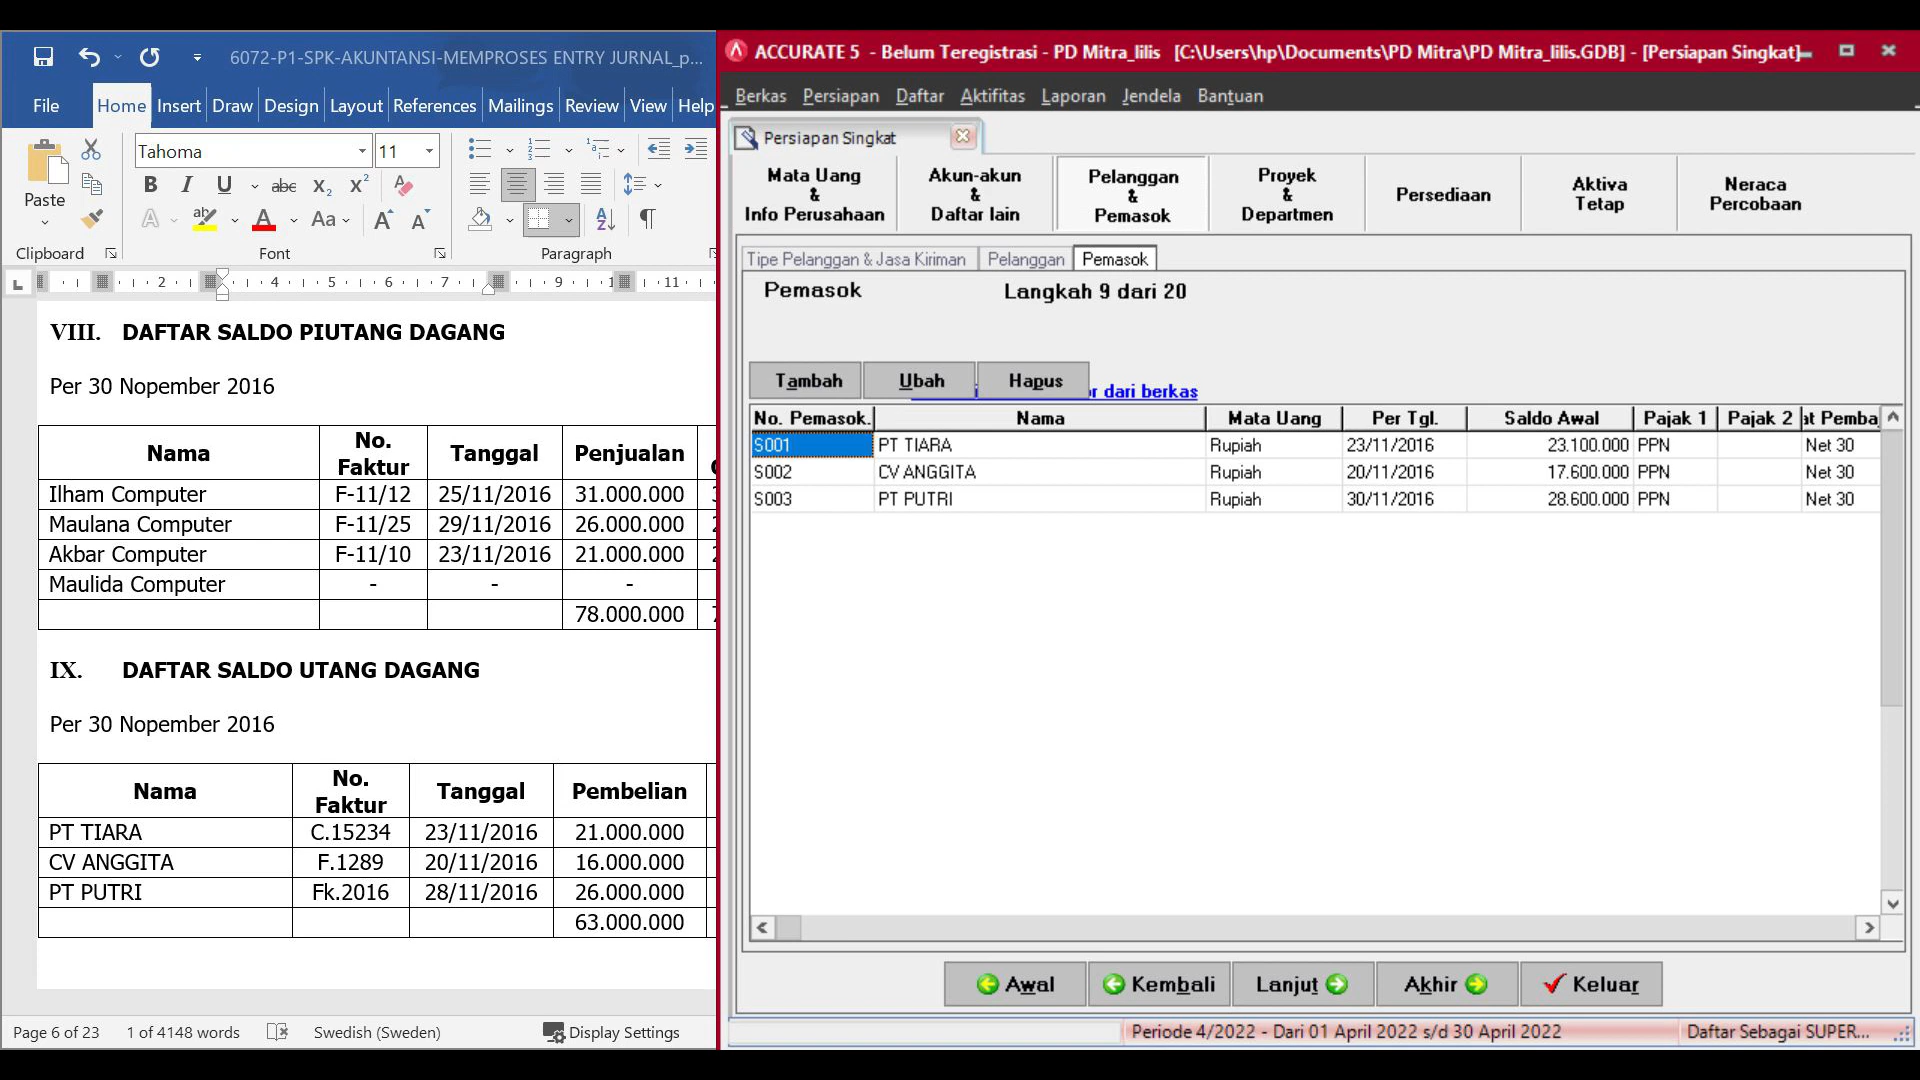 6072-P1-SPK-AKUNTANSI-MEMPROSES ENTRY JURNAL_p...
File Home Insert Draw Design Layout References Mailings Review View Help
Tahoma 11
Paste
B I U abc X₂ X² A
A A Aa A A
Clipboard Font Paragraph
2 4 5 6 7 9 11
VIII. DAFTAR SALDO PIUTANG DAGANG
Per 30 Nopember 2016
Nama No. Faktur Tanggal Penjualan
Ilham Computer F-11/12 25/11/2016 31.000.000
Maulana Computer F-11/25 29/11/2016 26.000.000
Akbar Computer F-11/10 23/11/2016 21.000.000
Maulida Computer - - -
78.000.000
IX. DAFTAR SALDO UTANG DAGANG
Per 30 Nopember 2016
Nama No. Faktur Tanggal Pembelian
PT TIARA C.15234 23/11/2016 21.000.000
CV ANGGITA F.1289 20/11/2016 16.000.000
PT PUTRI Fk.2016 28/11/2016 26.000.000
63.000.000
Page 6 of 23 1 of 4148 words Swedish (Sweden) Display Settings
ACCURATE 5 - Belum Teregistrasi - PD Mitra_lilis [C:\Users\hp\Documents\PD Mitra\PD Mitra_lilis.GDB] - [Persiapan Singkat]
Berkas Persiapan Daftar Aktifitas Laporan Jendela Bantuan
Persiapan Singkat
Mata Uang & Info Perusahaan
Akun-akun & Daftar lain
Pelanggan & Pemasok
Proyek & Departmen
Persediaan
Aktiva Tetap
Neraca Percobaan
Tipe Pelanggan & Jasa Kiriman Pelanggan Pemasok
Pemasok Langkah 9 dari 20
Tambah Ubah Hapus
dari berkas
No. Pemasok. Nama Mata Uang Per Tgl. Saldo Awal Pajak 1 Pajak 2 at Pemba
S001 PT TIARA Rupiah 23/11/2016 23.100.000 PPN Net 30
S002 CV ANGGITA Rupiah 20/11/2016 17.600.000 PPN Net 30
S003 PT PUTRI Rupiah 30/11/2016 28.600.000 PPN Net 30
Awal Kembali Lanjut Akhir Keluar
Periode 4/2022 - Dari 01 April 2022 s/d 30 April 2022 Daftar Sebagai SUPER...